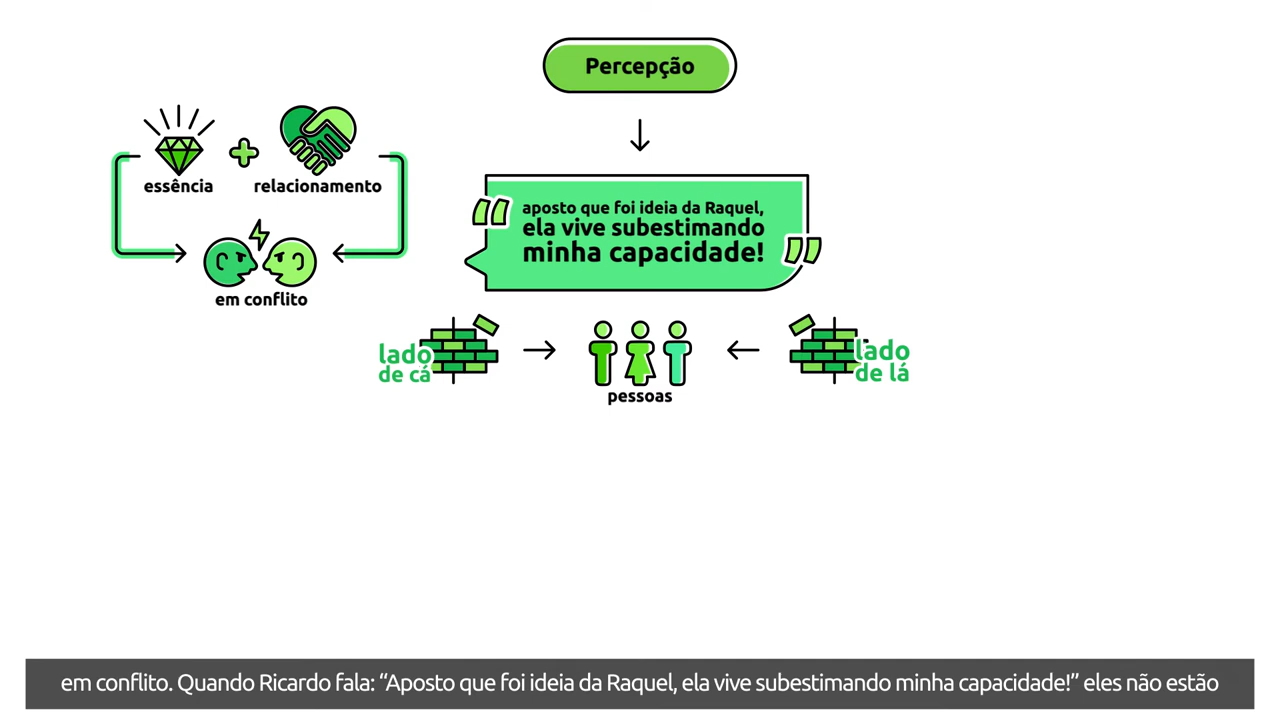 Percepção
essência
relacionamento
em conflito
aposto que foi ideia da Raquel,
ela vive subestimando
minha capacidade!
lado
de cá
pessoas
lado
de lá
em conflito. Quando Ricardo fala: “Aposto que foi ideia da Raquel, ela vive subestimando minha capacidade!” eles não estão